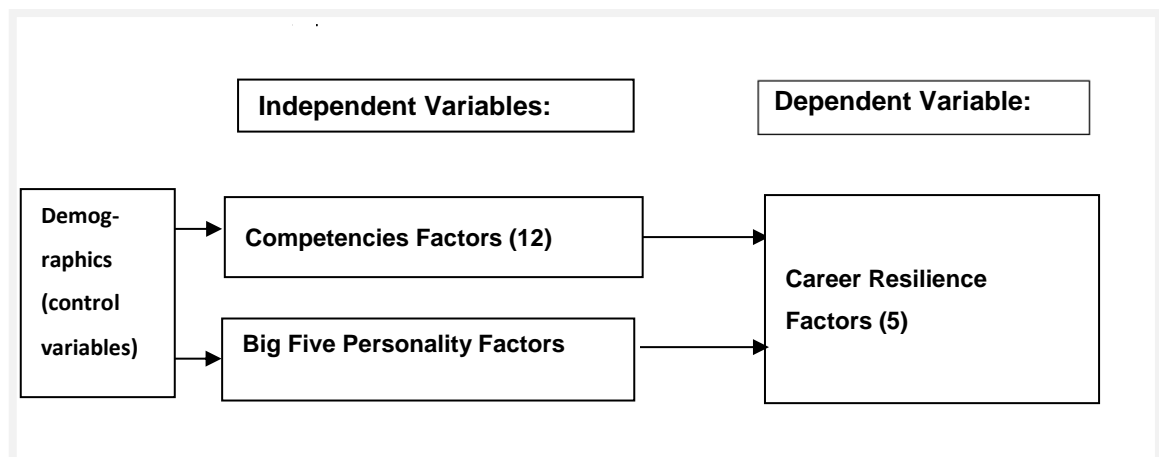 Independent Variables:
Dependent Variable:
Demog-
raphics
(control
variables)
Competencies Factors (12)
Big Five Personality Factors
Career Resilience
Factors (5)